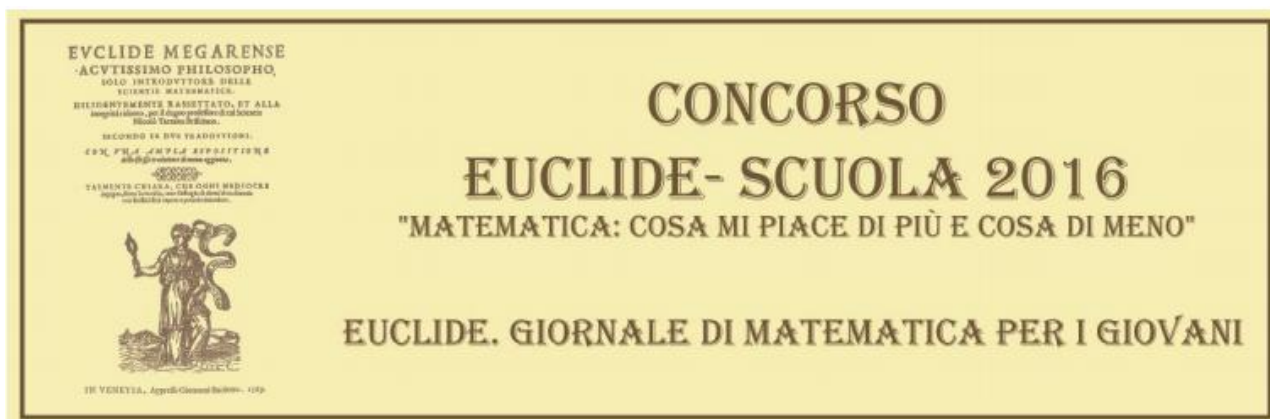 EVCLIDE MEGARENSE
ACVTISSIMO PHILOSOPHO,
SOLO INTRODVTTORE DELLE
SCIENTIE MATHEMATICE.
DILIGENTEMENTE RASSETTATO, ET ALLA
SECONDO LE DVE TRADOTTIONI.
CON VNA AMPLA ESPOSITIONE
TALMENTE CHIARA, CHE OGNI MEDIOCRE
IN VENETIA,
CONCORSO
EUCLIDE- SCUOLA 2016
"MATEMATICA: COSA MI PIACE DI PIÙ E COSA DI MENO"
EUCLIDE. GIORNALE DI MATEMATICA PER I GIOVANI